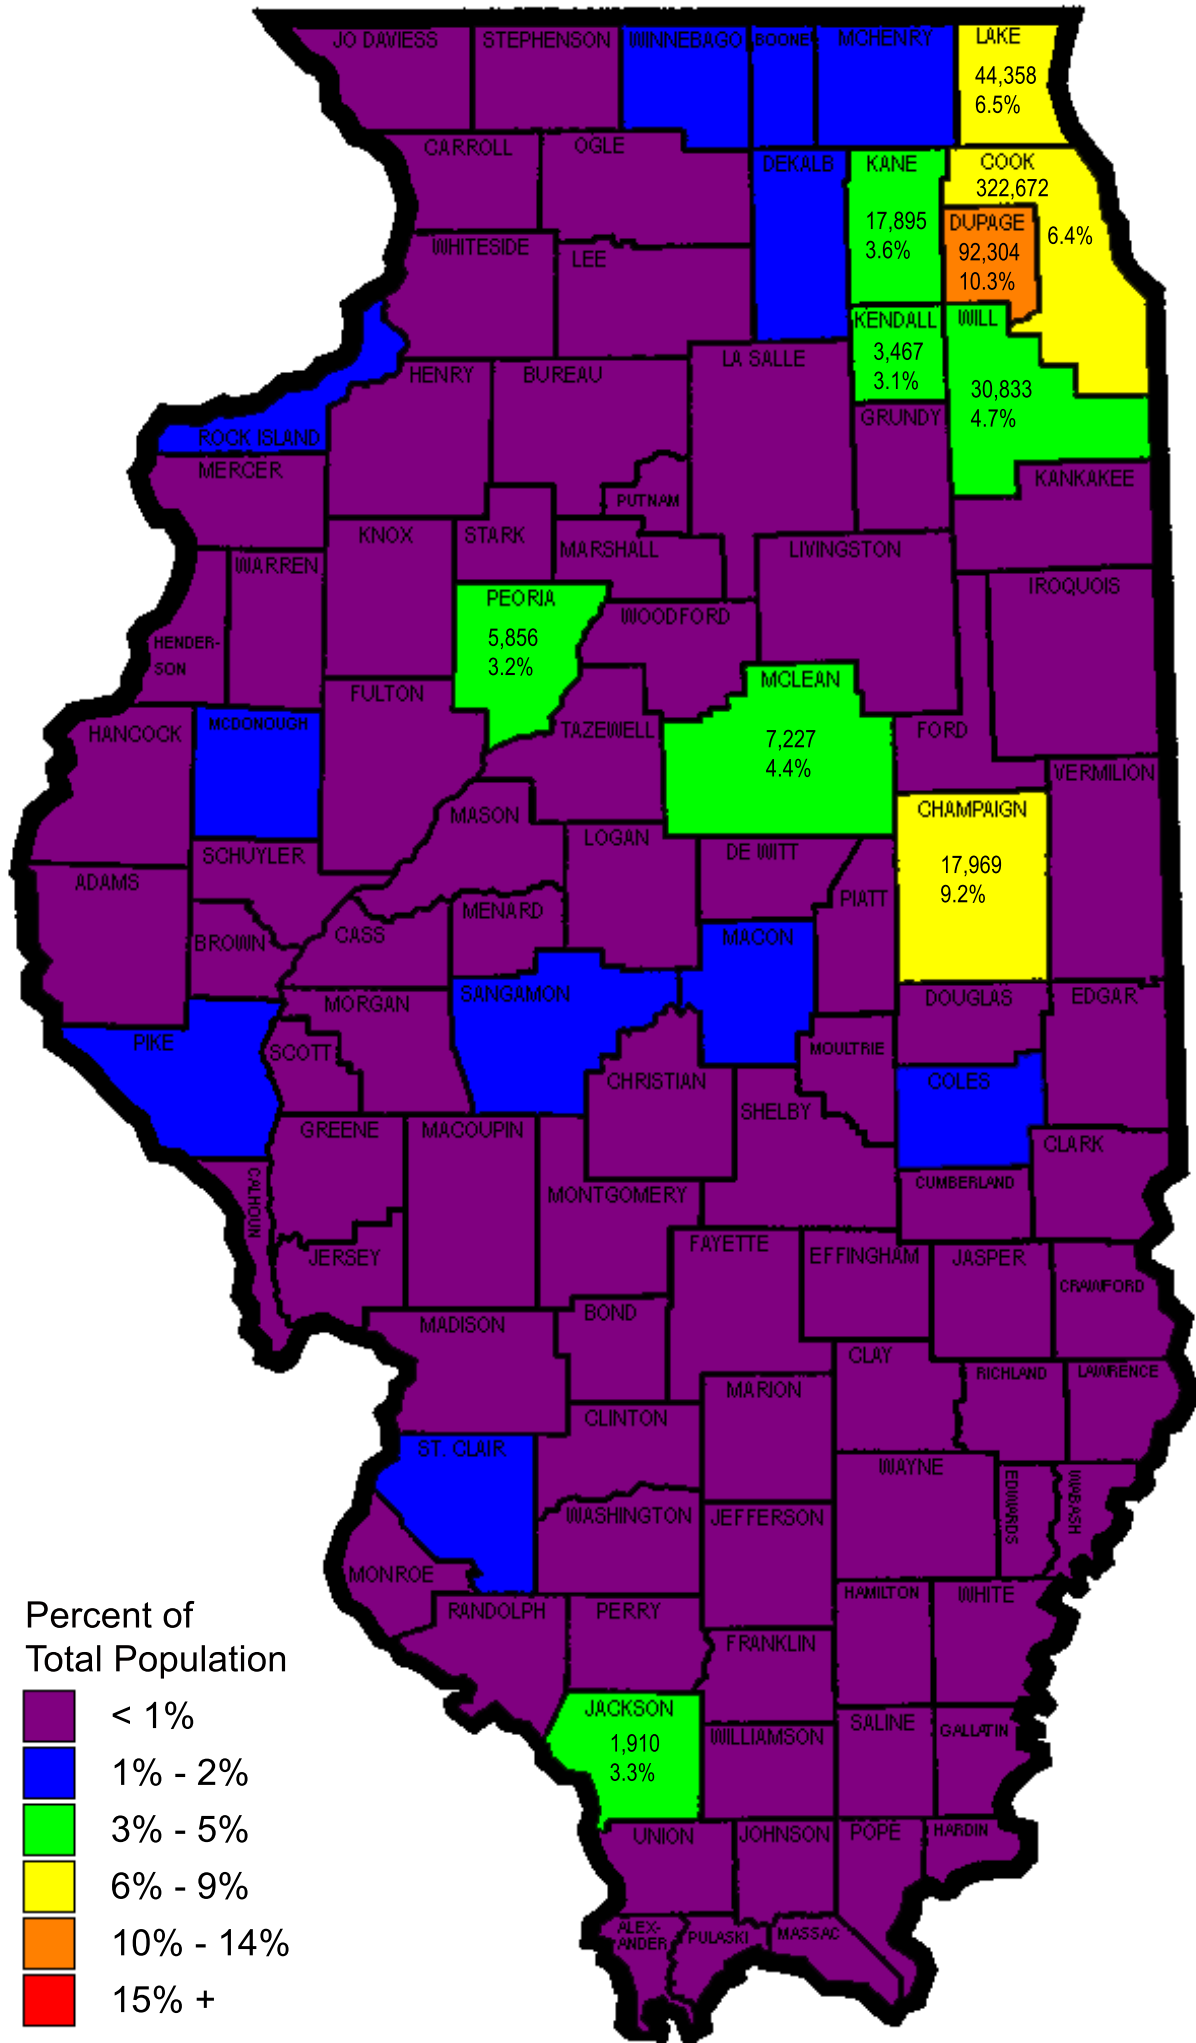 JO DAVIESS
STEPHENSON
WINNEBAGO
BOONE
MCHENRY
LAKE
44,358
6.5%
CARROLL
OGLE
DEKALB
KANE
17,895
3.6%
COOK
322,672
6.4%
DUPAGE
92,304
10.3%
WHITESIDE
LEE
KENDALL
3,467
3.1%
WILL
30,833
4.7%
ROCK ISLAND
HENRY
BUREAU
LA SALLE
GRUNDY
MERCER
PUTNAM
KANKAKEE
KNOX
STARK
MARSHALL
LIVINGSTON
WARREN
IROQUOIS
HENDER-
SON
PEORIA
5,856
3.2%
WOODFORD
FULTON
MCLEAN
7,227
4.4%
HANCOCK
MCDONOUGH
TAZEWELL
FORD
VERMILION
MASON
CHAMPAIGN
17,969
9.2%
SCHUYLER
LOGAN
DE WITT
ADAMS
PIATT
BROWN
CASS
MENARD
MACON
SANGAMON
MORGAN
DOUGLAS
EDGAR
PIKE
SCOTT
MOULTRIE
CHRISTIAN
COLES
SHELBY
GREENE
MACOUPIN
CLARK
CALHOUN
MONTGOMERY
CUMBERLAND
JERSEY
FAYETTE
EFFINGHAM
JASPER
CRAWFORD
MADISON
BOND
CLAY
RICHLAND
LAWRENCE
MARION
CLINTON
ST. CLAIR
WAYNE
EDWARDS
WABASH
WASHINGTON
JEFFERSON
MONROE
RANDOLPH
PERRY
HAMILTON
WHITE
FRANKLIN
JACKSON
1,910
3.3%
WILLIAMSON
SALINE
GALLATIN
UNION
JOHNSON
POPE
HARDIN
ALEX-
ANDER
PULASKI
MASSAC
Percent of
Total Population
< 1%
1% - 2%
3% - 5%
6% - 9%
10% - 14%
15% +